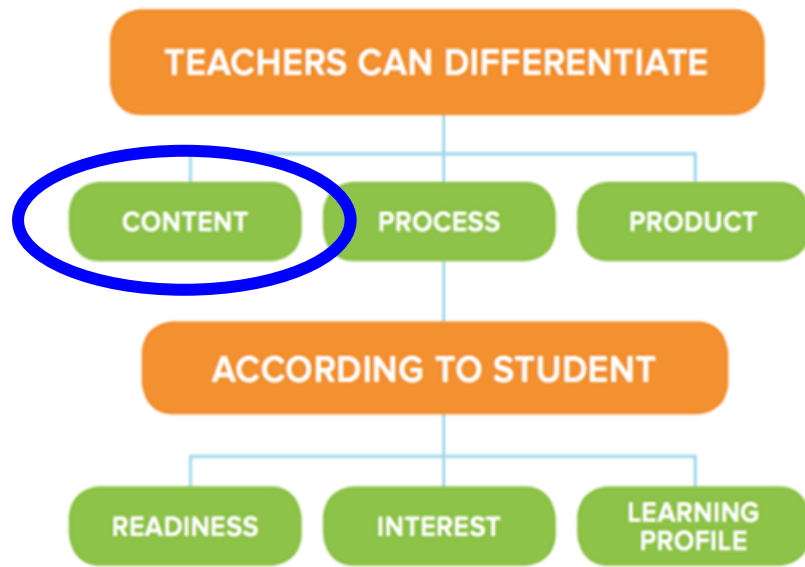 TEACHERS CAN DIFFERENTIATE
CONTENT
PROCESS
PRODUCT
ACCORDING TO STUDENT
READINESS
INTEREST
LEARNING
PROFILE